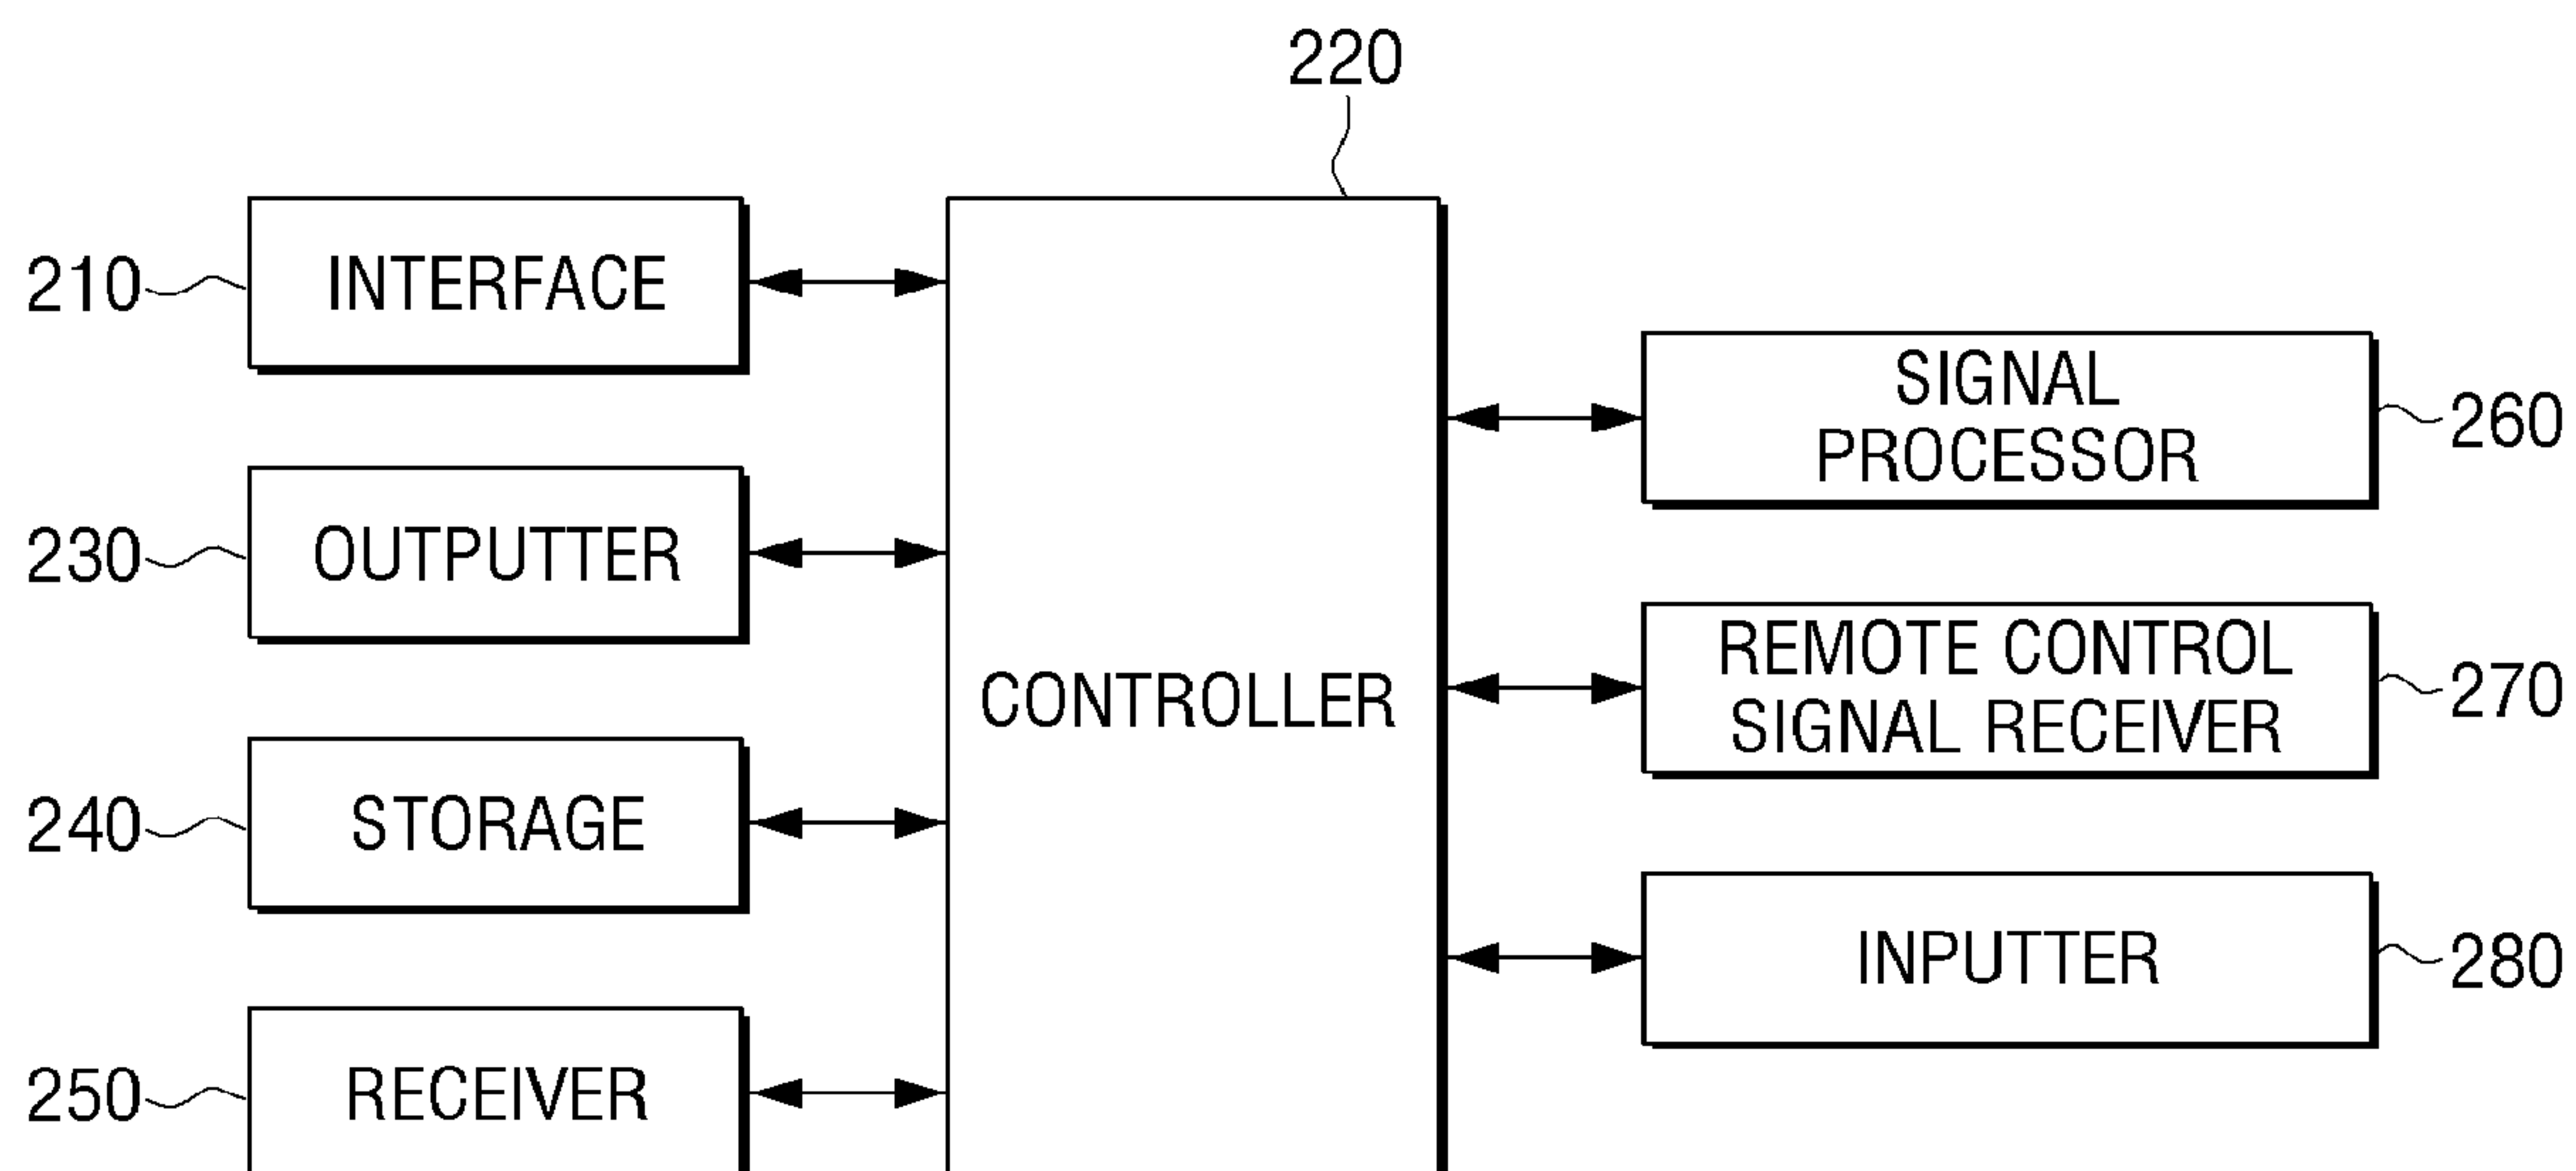 220
210
INTERFACE
SIGNAL
PROCESSOR
260
230
OUTPUTTER
CONTROLLER
REMOTE CONTROL
SIGNAL RECEIVER
270
240
STORAGE
INPUTTER
280
250
RECEIVER